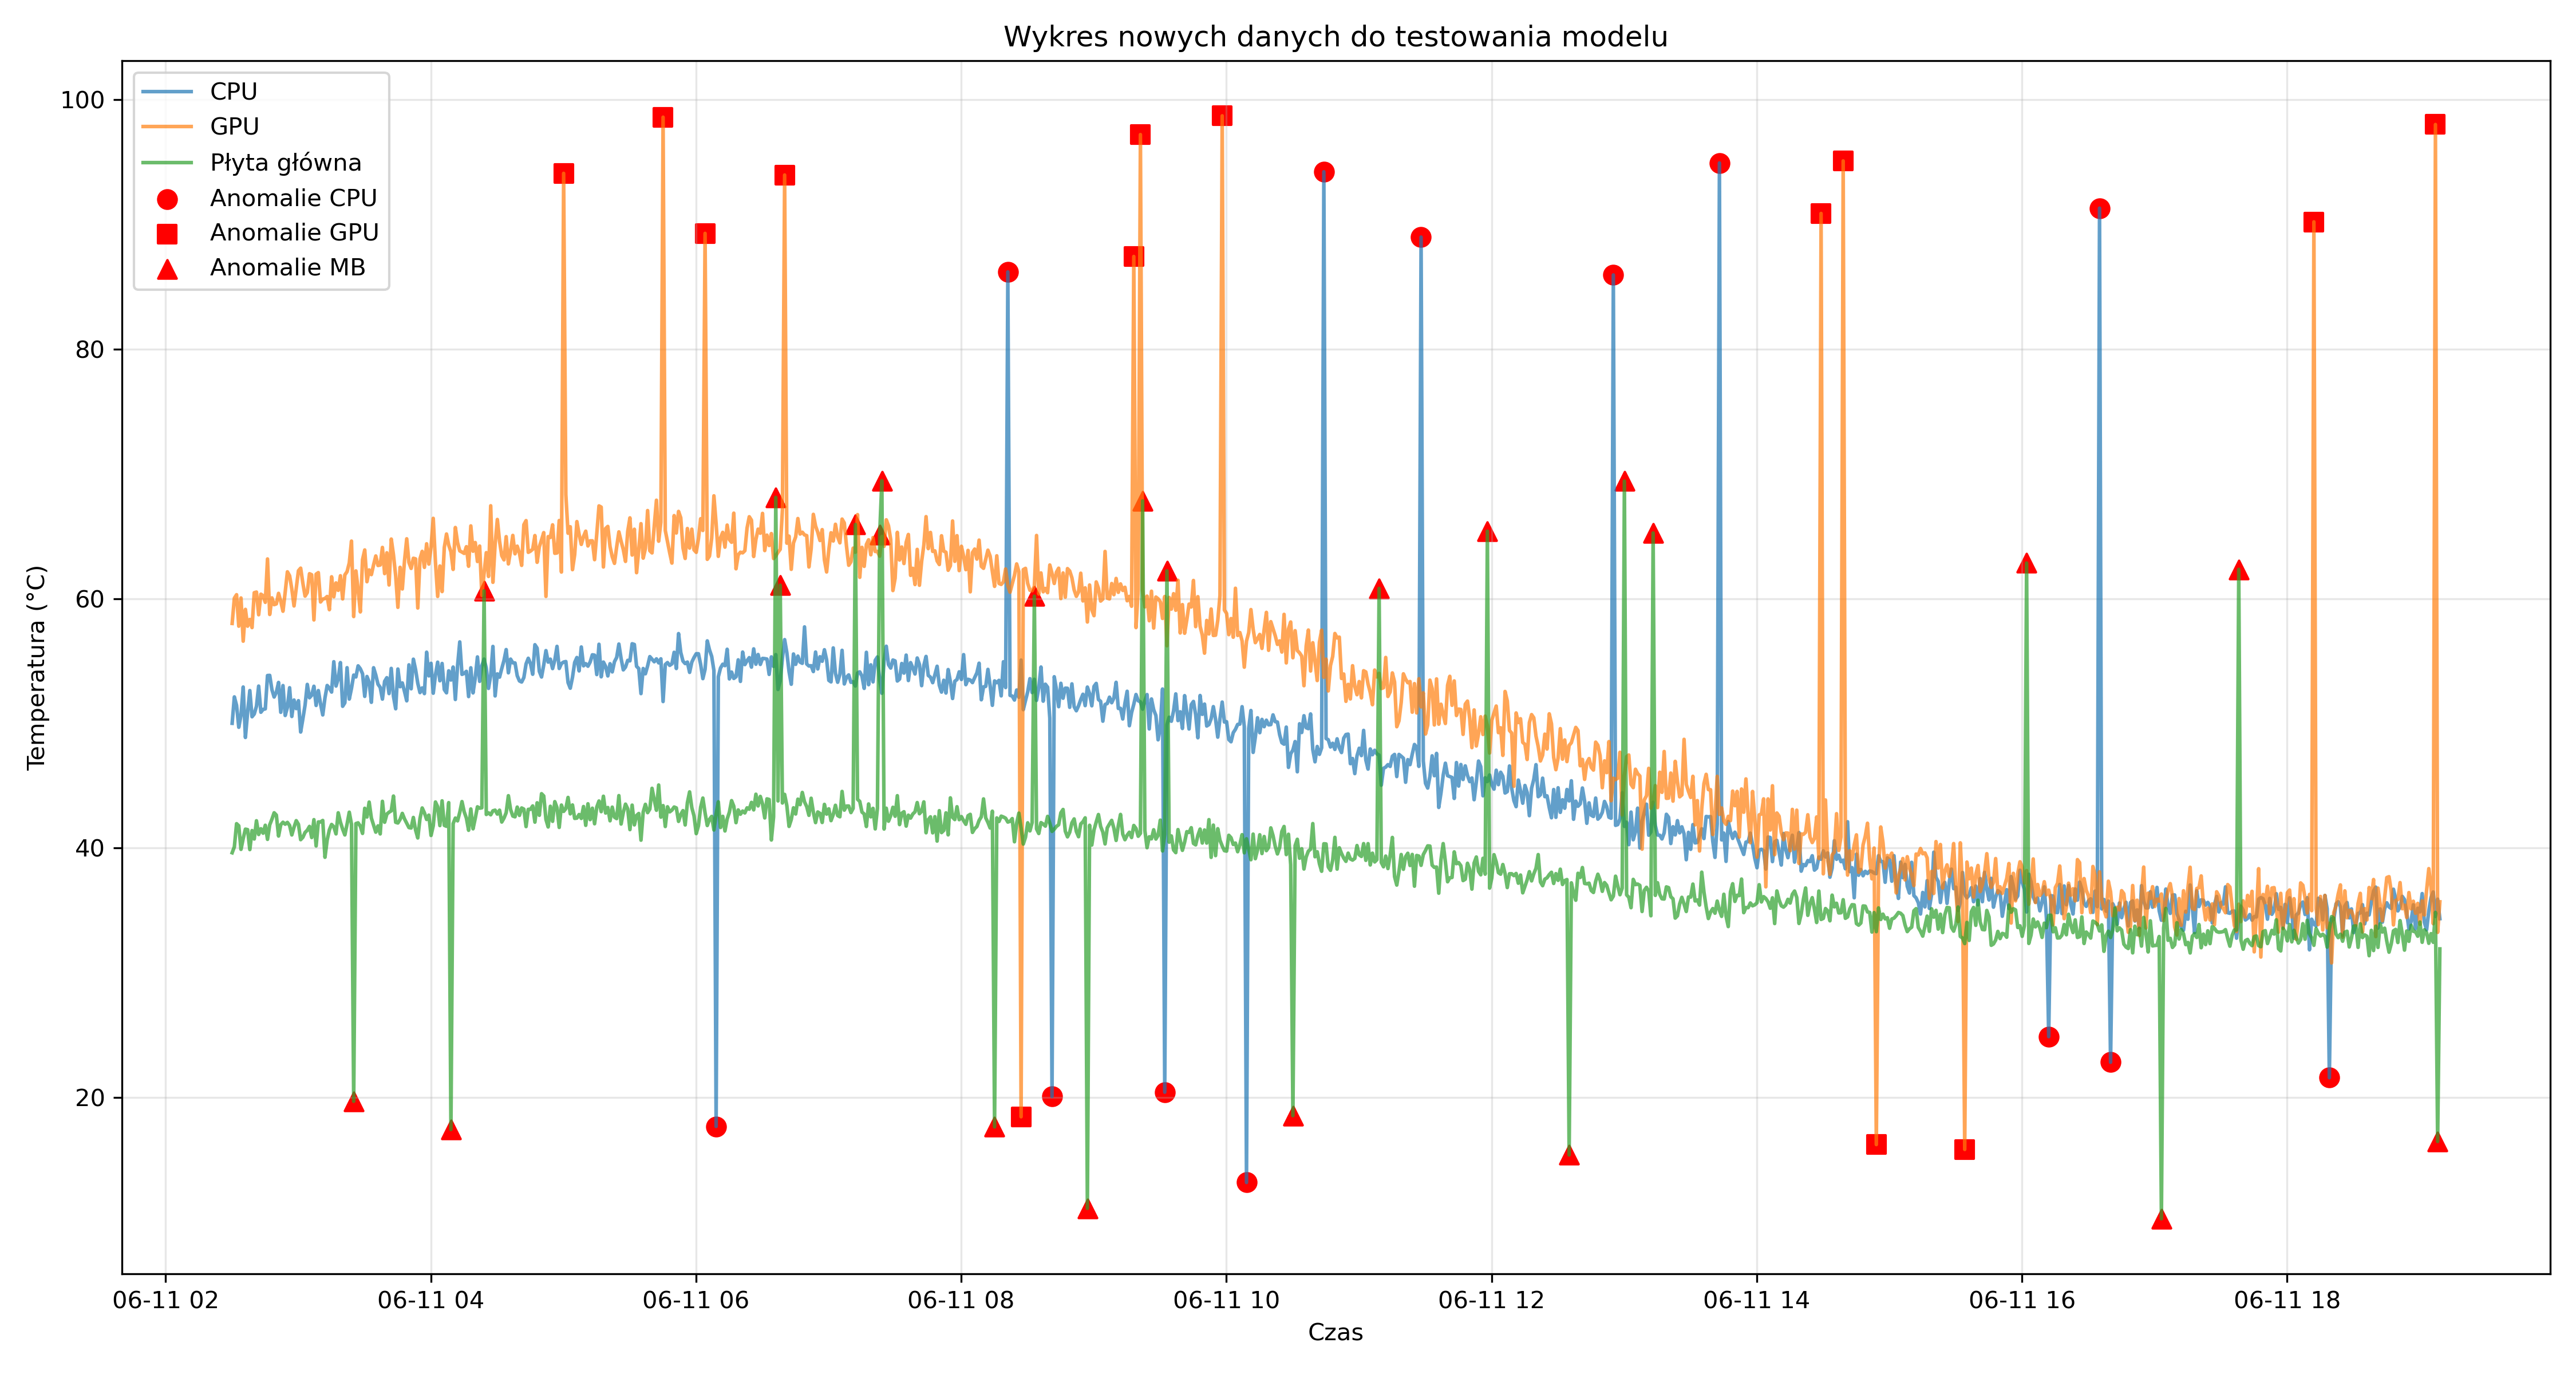 Wykres nowych danych do testowania modelu
CPU
GPU
Płyta główna
Anomalie CPU
Anomalie GPU
Anomalie MB
100
80
60
40
20
Temperatura (°C)
06-11 02
06-11 04
06-11 06
06-11 08
06-11 10
06-11 12
06-11 14
06-11 16
06-11 18
Czas